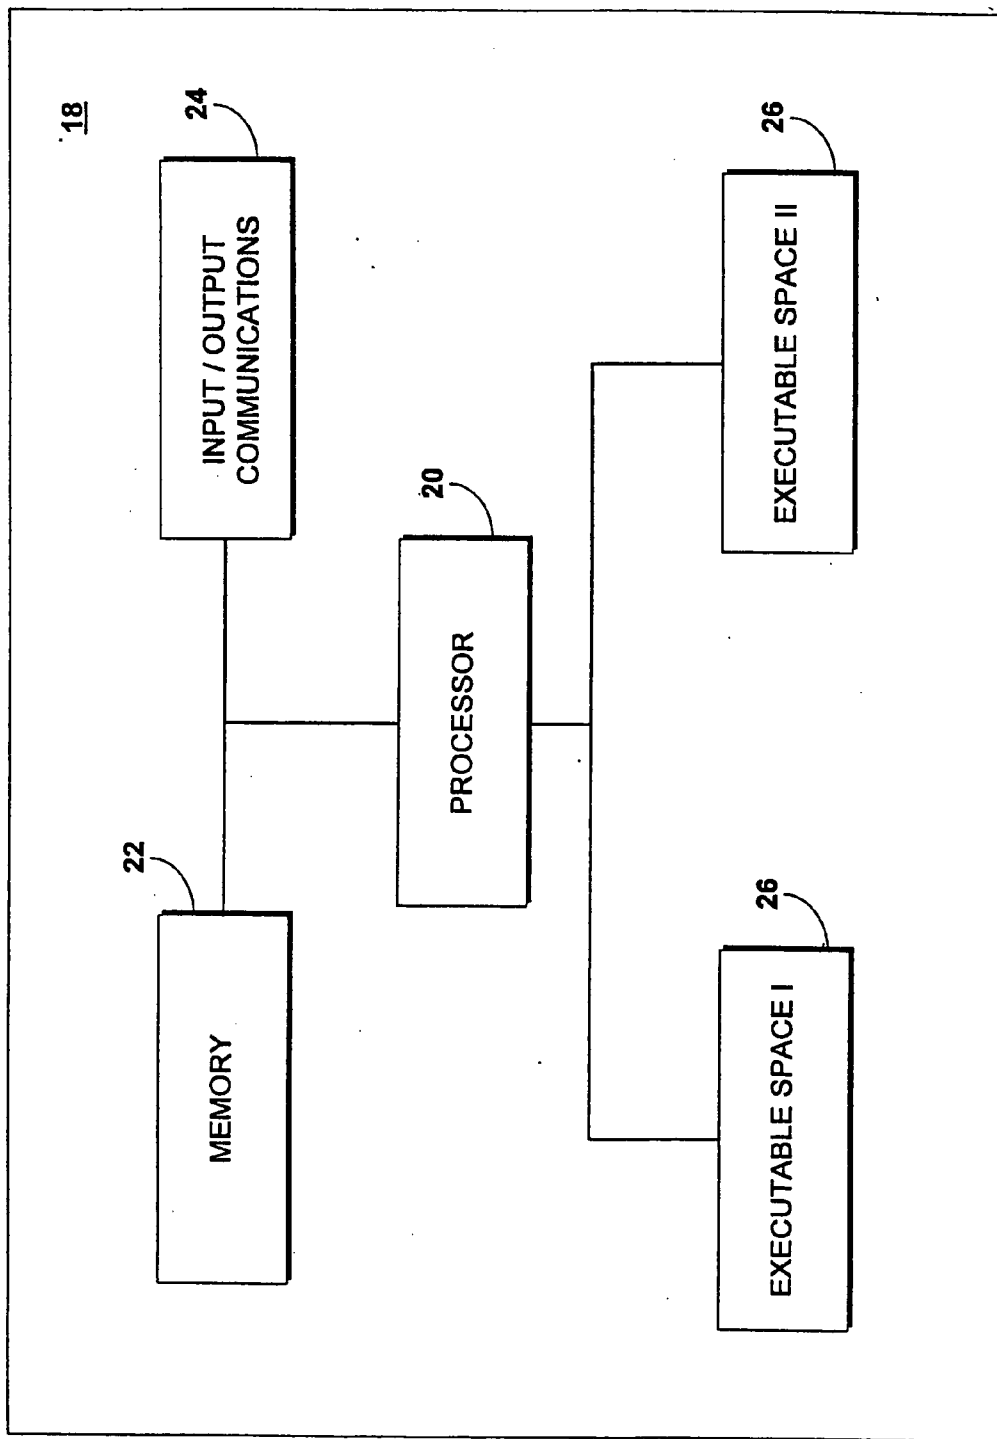 18
22
MEMORY
24
INPUT / OUTPUT
COMMUNICATIONS
20
PROCESSOR
26
EXECUTABLE SPACE I
26
EXECUTABLE SPACE II